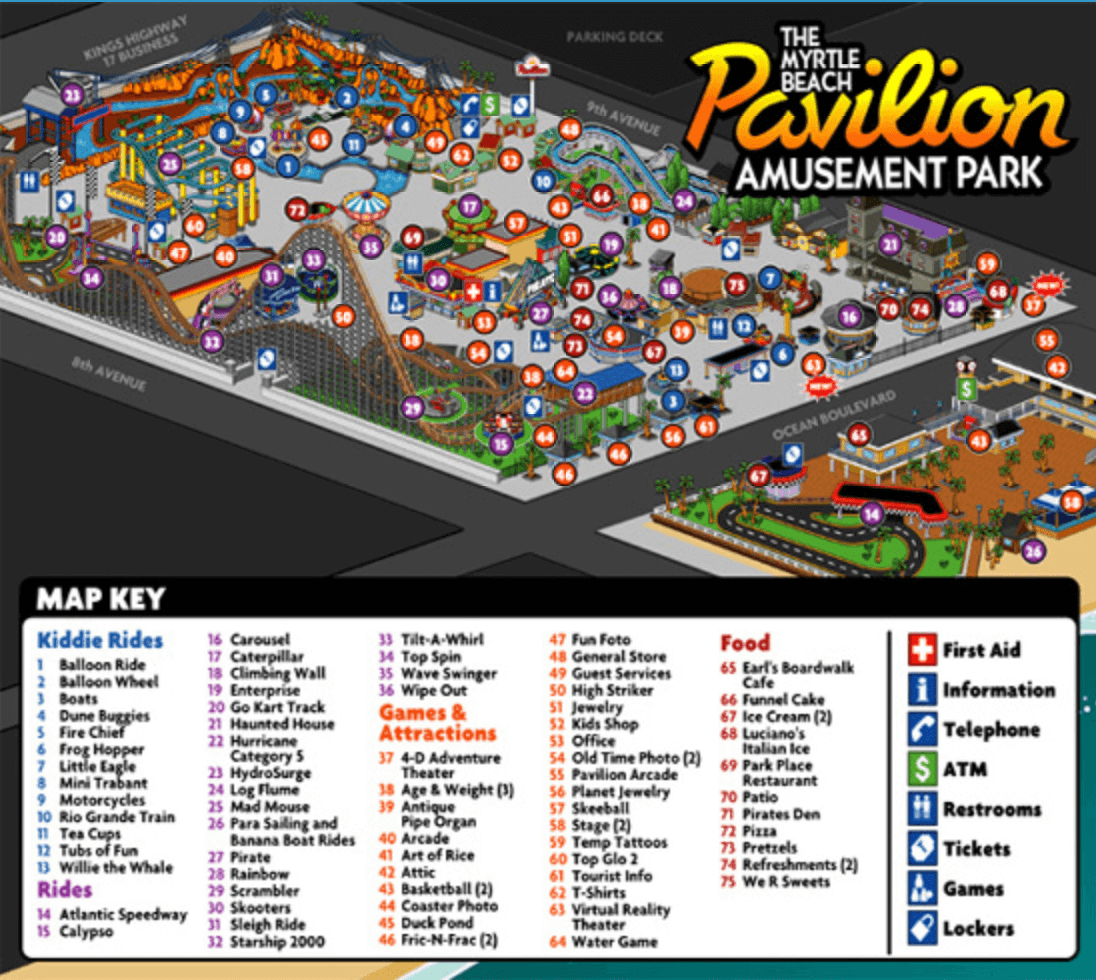 KINGS HIGHWAY
17 BUSINESS
PARKING DECK
9th AVENUE
8th AVENUE
OCEAN BOULEVARD
THE
MYRTLE
BEACH
Pavilion
AMUSEMENT PARK
NEW!
NEW!
MAP KEY
Kiddie Rides
1 Balloon Ride
2 Balloon Wheel
3 Boats
4 Dune Buggies
5 Fire Chief
6 Frog Hopper
7 Little Eagle
8 Mini Trabant
9 Motorcycles
10 Rio Grande Train
11 Tea Cups
12 Tubs of Fun
13 Willie the Whale
Rides
14 Atlantic Speedway
15 Calypso
16 Carousel
17 Caterpillar
18 Climbing Wall
19 Enterprise
20 Go Kart Track
21 Haunted House
22 Hurricane
Category 5
23 HydroSurge
24 Log Flume
25 Mad Mouse
26 Para Sailing and
Banana Boat Rides
27 Pirate
28 Rainbow
29 Scrambler
30 Skooters
31 Sleigh Ride
32 Starship 2000
33 Tilt-A-Whirl
34 Top Spin
35 Wave Swinger
36 Wipe Out
Games &
Attractions
37 4-D Adventure
Theater
38 Age & Weight (3)
39 Antique
Pipe Organ
40 Arcade
41 Art of Rice
42 Attic
43 Basketball (2)
44 Coaster Photo
45 Duck Pond
46 Fric-N-Frac (2)
47 Fun Foto
48 General Store
49 Guest Services
50 High Striker
51 Jewelry
52 Kids Shop
53 Office
54 Old Time Photo (2)
55 Pavilion Arcade
56 Planet Jewelry
57 Skeeball
58 Stage (2)
59 Temp Tattoos
60 Top Glo 2
61 Tourist Info
62 T-Shirts
63 Virtual Reality
Theater
64 Water Game
Food
65 Earl's Boardwalk
Cafe
66 Funnel Cake
67 Ice Cream (2)
68 Luciano's
Italian Ice
69 Park Place
Restaurant
70 Patio
71 Pirates Den
72 Pizza
73 Pretzels
74 Refreshments (2)
75 We R Sweets
First Aid
Information
Telephone
$ ATM
Restrooms
Tickets
Games
Lockers